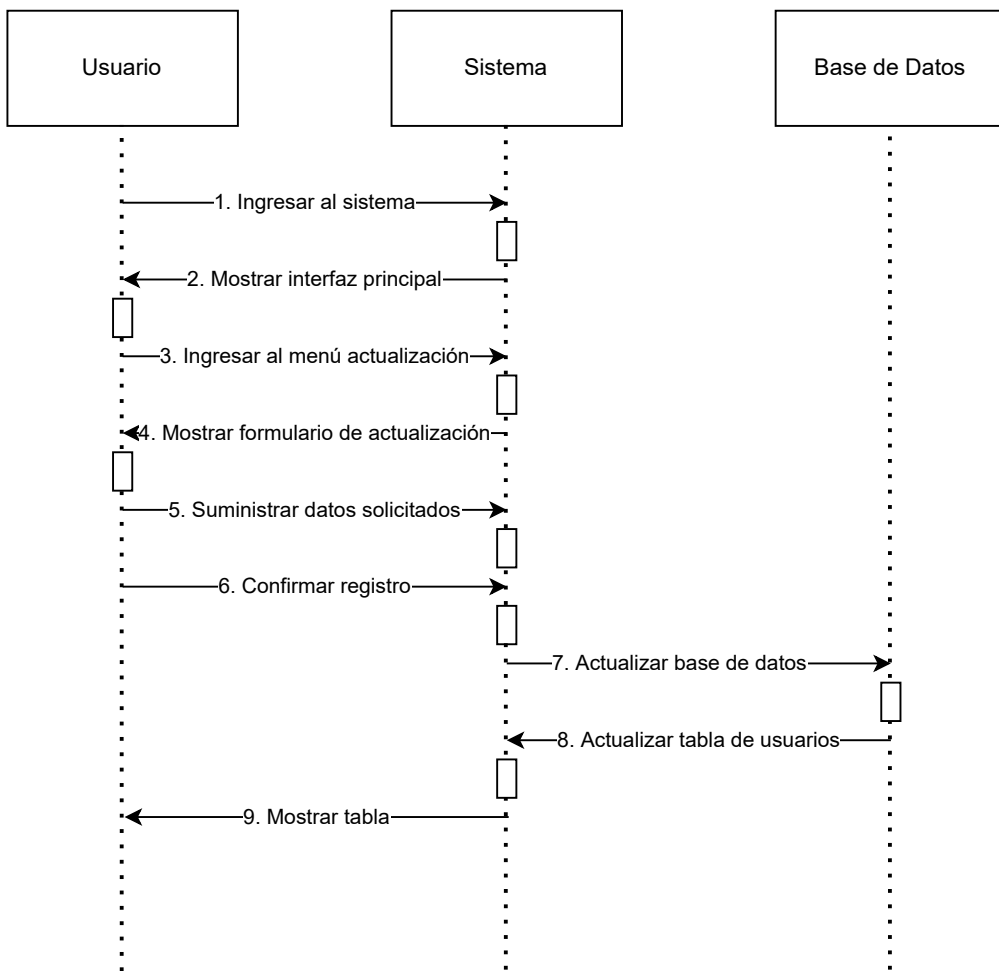 Usuario
Sistema
Base de Datos
1. Ingresar al sistema
2. Mostrar interfaz principal
3. Ingresar al menú actualización
4. Mostrar formulario de actualización
5. Suministrar datos solicitados
6. Confirmar registro
7. Actualizar base de datos
8. Actualizar tabla de usuarios
9. Mostrar tabla